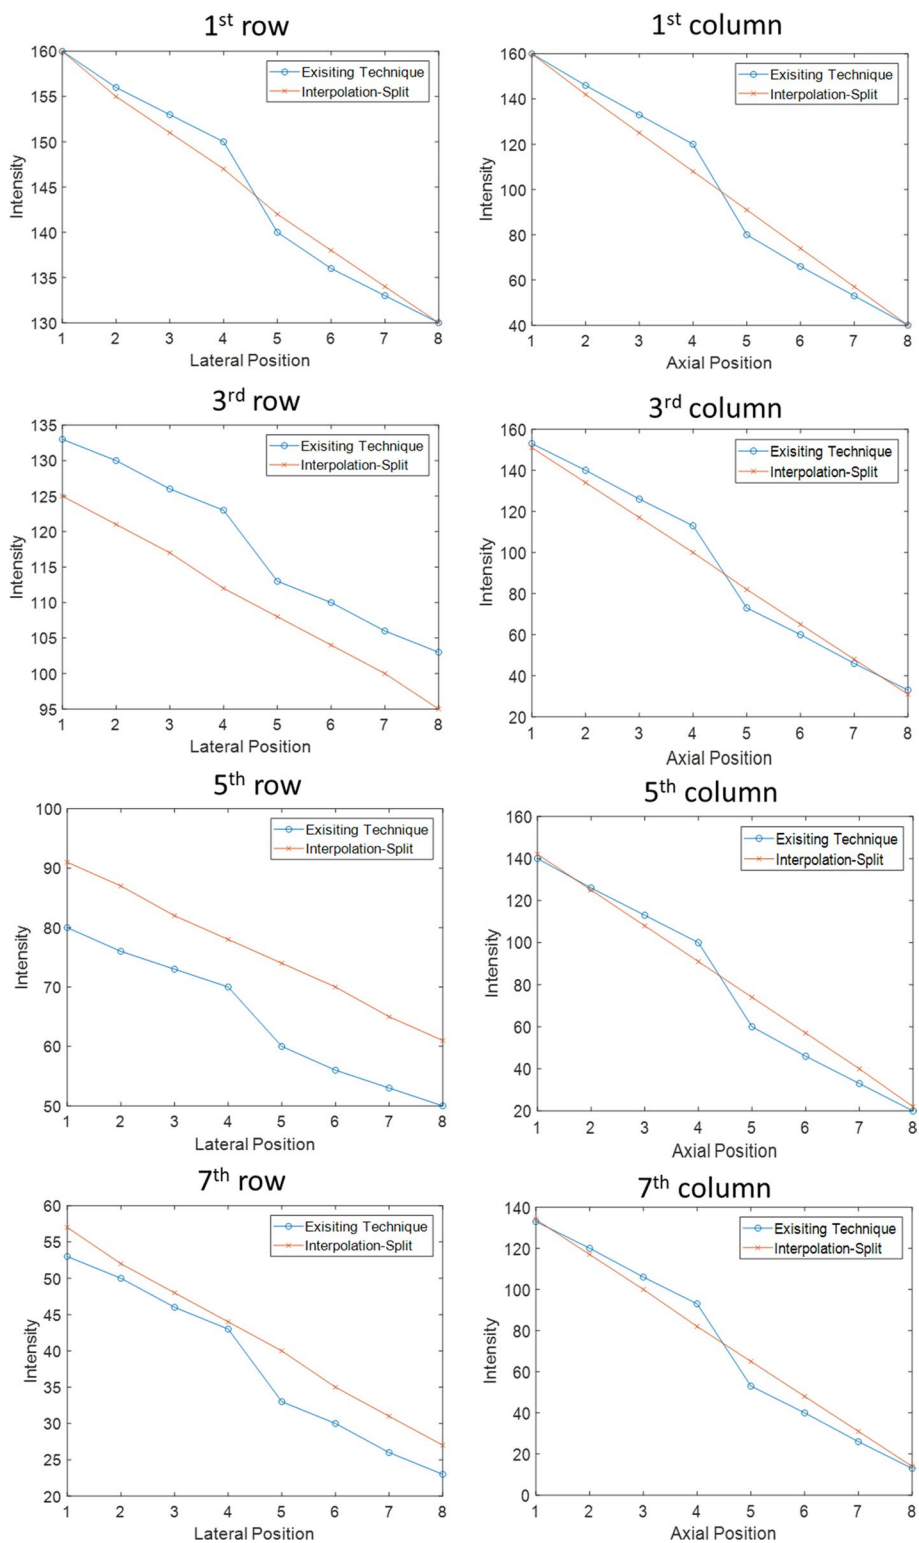 1st row
160
155
150
145
140
135
130
Intensity
Exisiting Technique
Interpolation-Split
1 2 3 4 5 6 7 8
Lateral Position
1st column
160
140
120
100
80
60
40
Intensity
Exisiting Technique
Interpolation-Split
1 2 3 4 5 6 7 8
Axial Position
3rd row
135
130
125
120
115
110
105
100
95
Intensity
Exisiting Technique
Interpolation-Split
1 2 3 4 5 6 7 8
Lateral Position
3rd column
160
140
120
100
80
60
40
20
Intensity
Exisiting Technique
Interpolation-Split
1 2 3 4 5 6 7 8
Axial Position
5th row
100
90
80
70
60
50
Intensity
Exisiting Technique
Interpolation-Split
1 2 3 4 5 6 7 8
Lateral Position
5th column
160
140
120
100
80
60
40
20
Intensity
Exisiting Technique
Interpolation-Split
1 2 3 4 5 6 7 8
Axial Position
7th row
60
55
50
45
40
35
30
25
20
Intensity
Exisiting Technique
Interpolation-Split
1 2 3 4 5 6 7 8
Lateral Position
7th column
140
120
100
80
60
40
20
0
Intensity
Exisiting Technique
Interpolation-Split
1 2 3 4 5 6 7 8
Axial Position